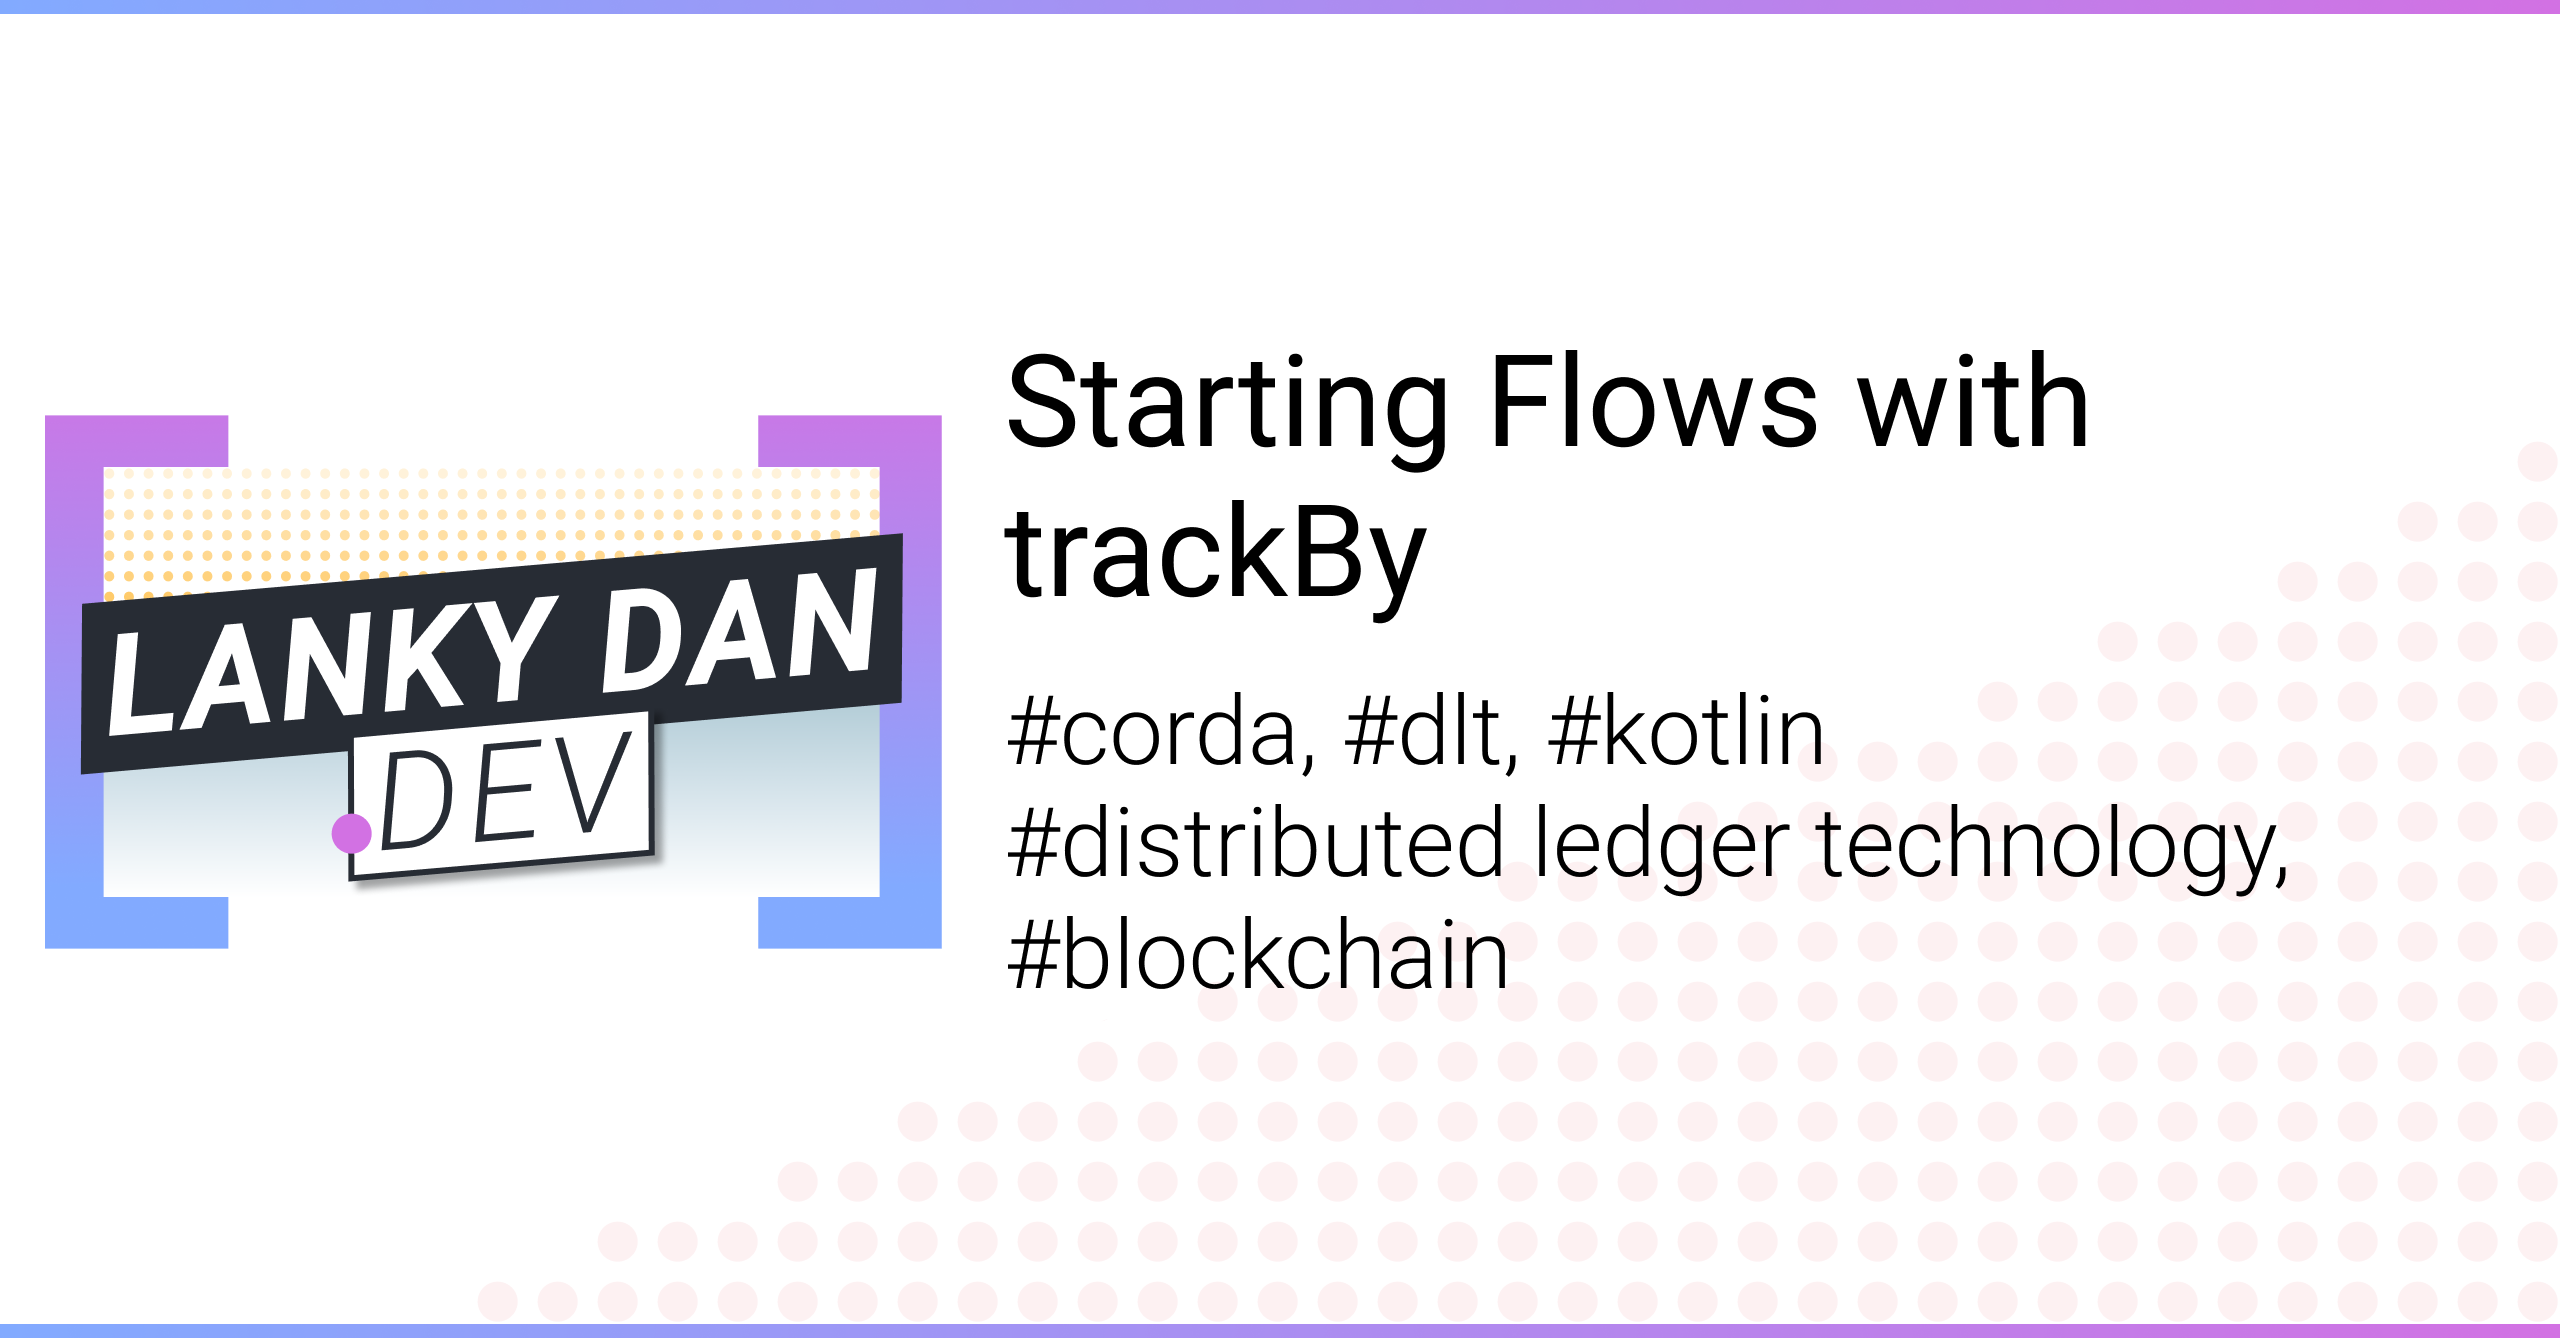 LANKY DAN
.DEV
Starting Flows with
trackBy
#corda, #dlt, #kotlin
#distributed ledger technology,
#blockchain